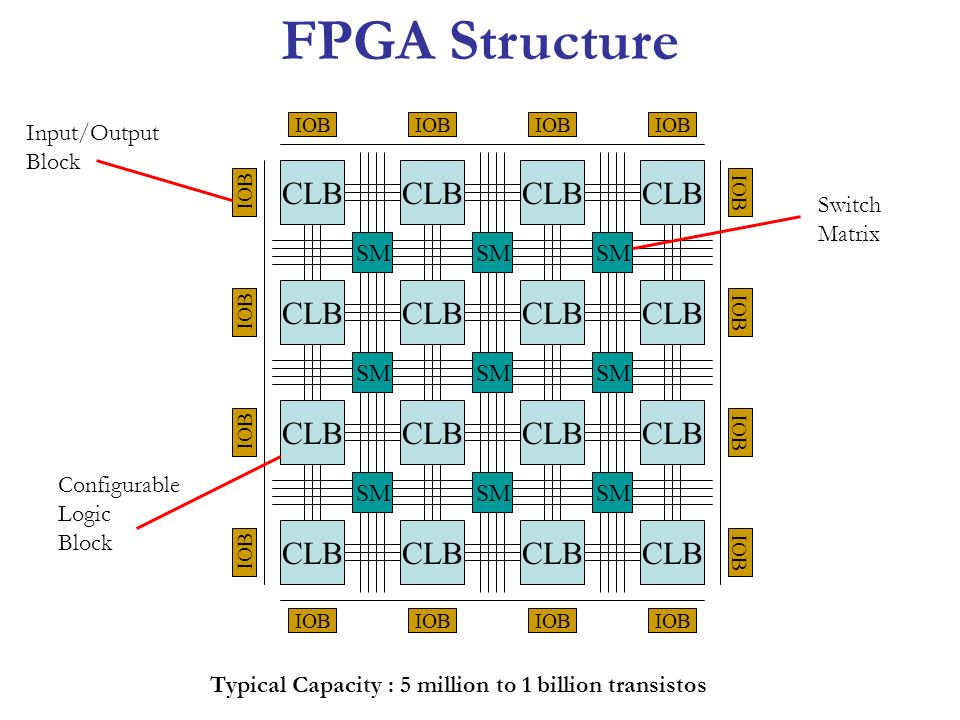 FPGA Structure
IOB IOB IOB IOB
Input/Output
Block
IOB CLB CLB CLB CLB IOB
Switch
Matrix
SM SM SM
IOB CLB CLB CLB CLB IOB
SM SM SM
IOB CLB CLB CLB CLB IOB
Configurable
Logic
Block
SM SM SM
IOB CLB CLB CLB CLB IOB
IOB IOB IOB IOB
Typical Capacity : 5 million to 1 billion transistos